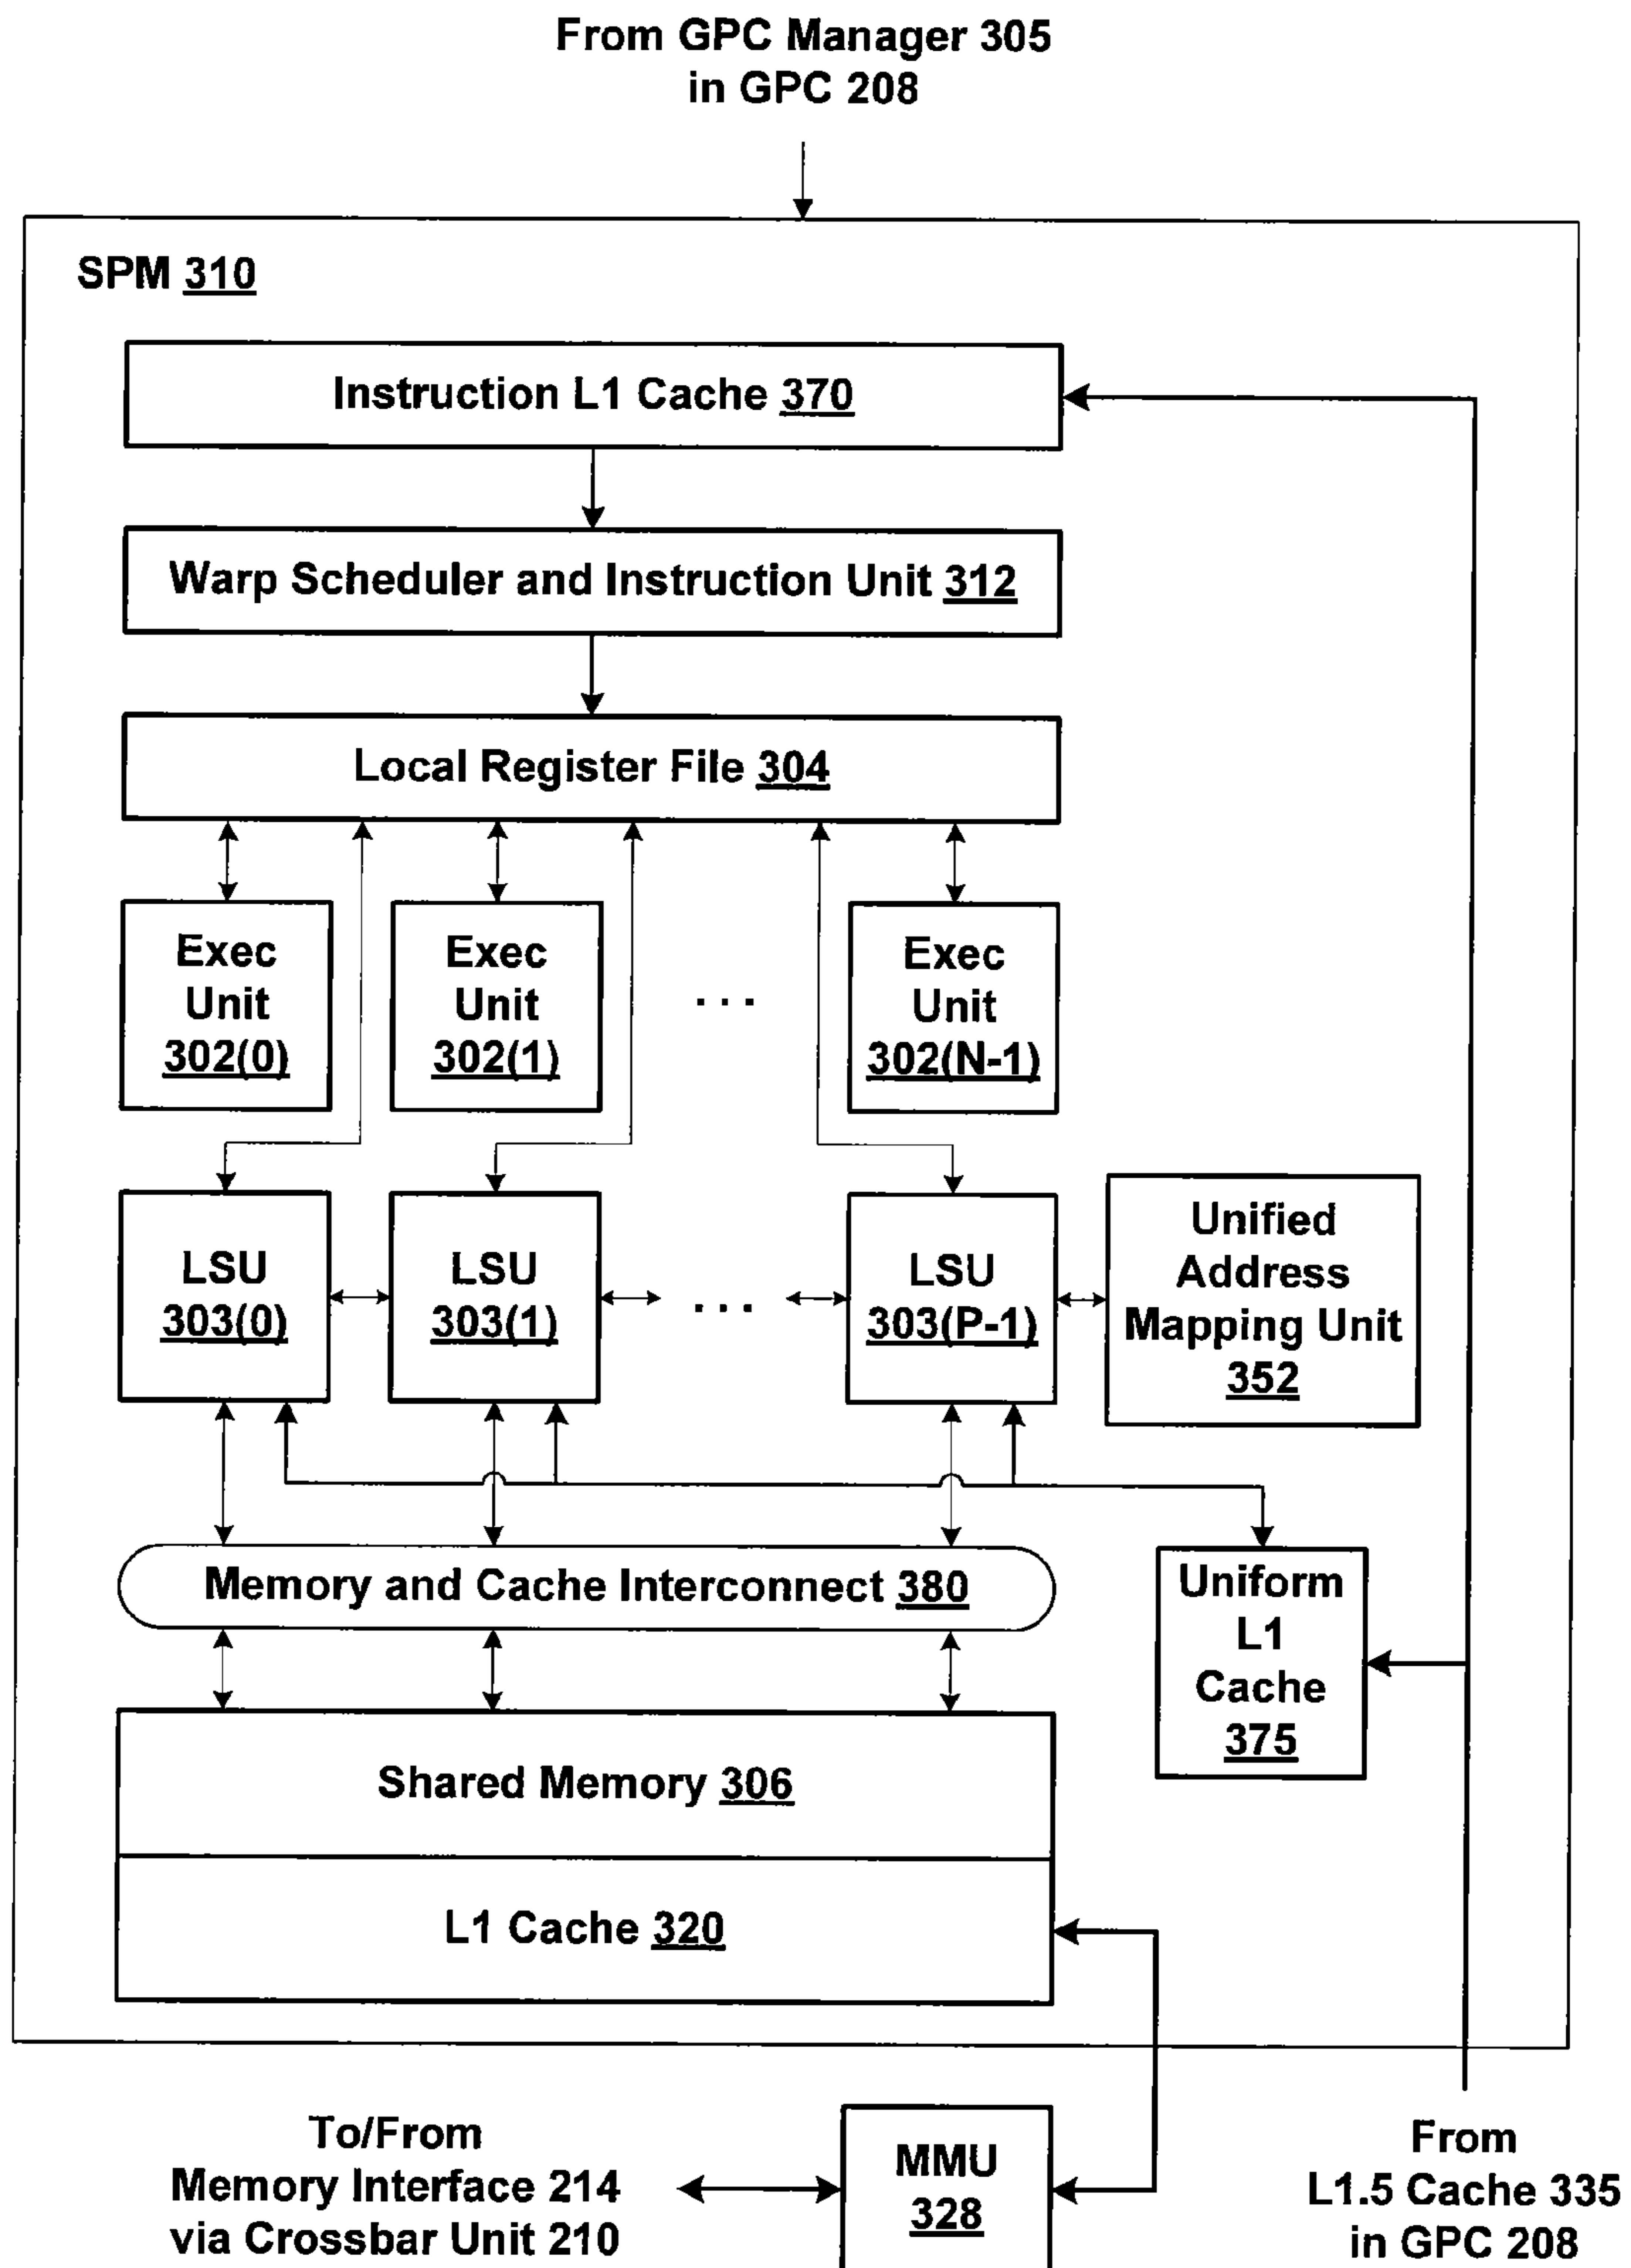 From GPC Manager 305
in GPC 208
SPM 310
Instruction L1 Cache 370
Warp Scheduler and Instruction Unit 312
Local Register File 304
Exec
Unit
302(0)
Exec
Unit
302(1)
...
Exec
Unit
302(N-1)
LSU
303(0)
LSU
303(1)
...
LSU
303(P-1)
Unified
Address
Mapping Unit
352
Memory and Cache Interconnect 380
Uniform
L1
Cache
375
Shared Memory 306
L1 Cache 320
To/From
Memory Interface 214
via Crossbar Unit 210
MMU
328
From
L1.5 Cache 335
in GPC 208